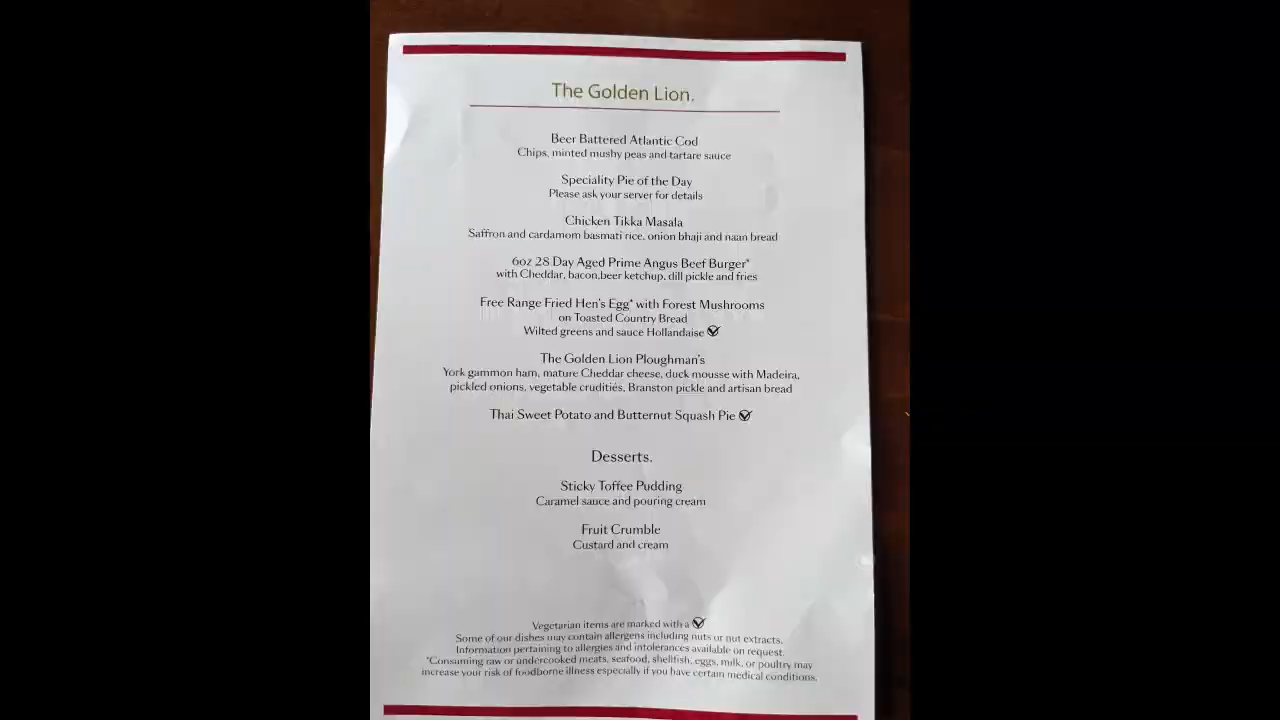 The Golden Lion.
Beer Battered Atlantic Cod
Chips, minted mushy peas and tartare sauce
Speciality Pie of the Day
Please ask your server for details
Chicken Tikka Masala
Saffron and cardamom basmati rice, onion bhaji and naan bread
6oz 28 Day Aged Prime Angus Beef Burger*
with Cheddar, bacon,beer ketchup, dill pickle and fries
Free Range Fried Hen's Egg* with Forest Mushrooms
on Toasted Country Bread
Wilted greens and sauce Hollandaise Ⓥ
The Golden Lion Ploughman's
York gammon ham, mature Cheddar cheese, duck mousse with Madeira,
pickled onions, vegetable crudités, Branston pickle and artisan bread
Thai Sweet Potato and Butternut Squash Pie Ⓥ
Desserts.
Sticky Toffee Pudding
Caramel sauce and pouring cream
Fruit Crumble
Custard and cream
Vegetarian items are marked with a Ⓥ
Some of our dishes may contain allergens including nuts or nut extracts.
Information pertaining to allergies and intolerances available on request.
*Consuming raw or undercooked meats, seafood, shellfish, eggs, milk, or poultry may
increase your risk of foodborne illness especially if you have certain medical conditions.